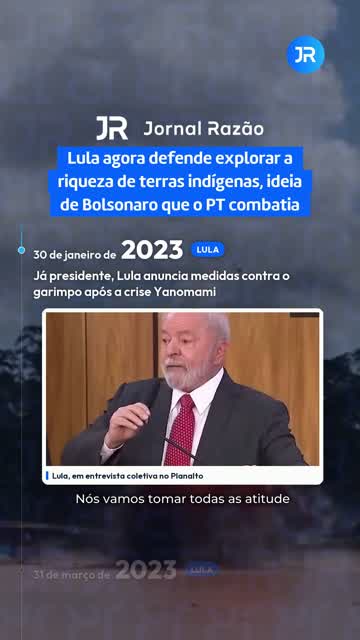 JR
JR Jornal Razão
Lula agora defende explorar a
riqueza de terras indígenas, ideia
de Bolsonaro que o PT combatia
30 de janeiro de 2023 LULA
Já presidente, Lula anuncia medidas contra o
garimpo após a crise Yanomami
Lula, em entrevista coletiva no Planalto
Nós vamos tomar todas as atitude
31 de março de 2023 LULA